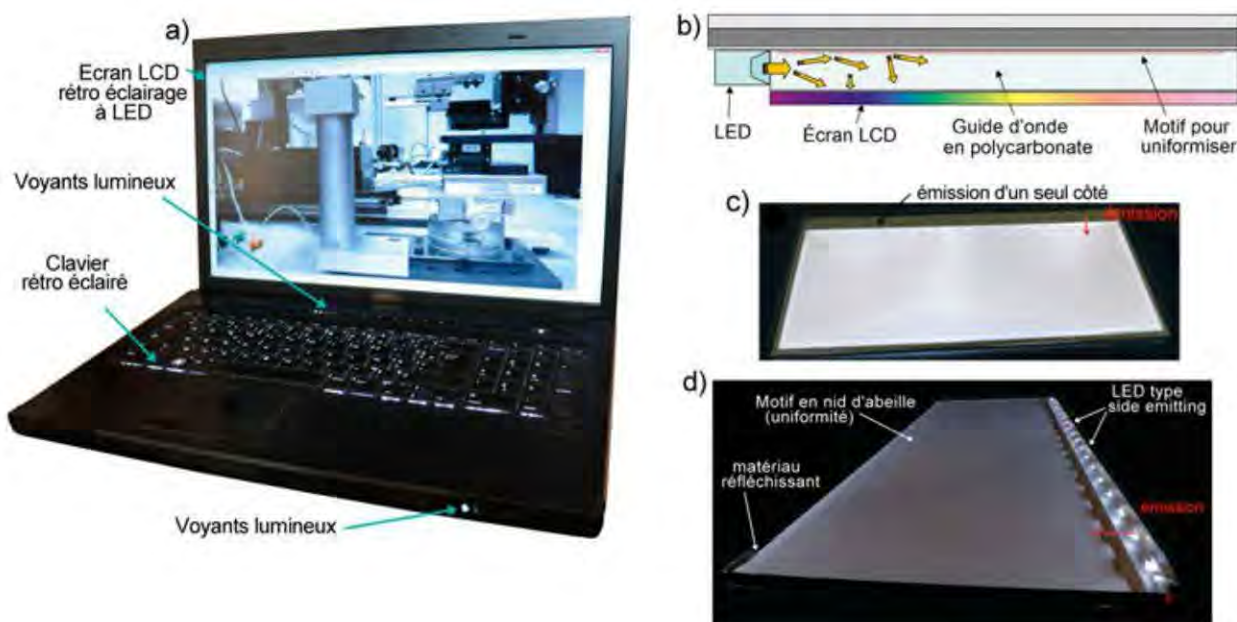 a)
Ecran LCD
rétro éclairage
à LED
Voyants lumineux
Clavier
rétro éclairé
Voyants lumineux
b)
LED
Écran LCD
Guide d'onde
en polycarbonate
Motif pour
uniformiser
c)
émission d'un seul côté
émission
d)
Motif en nid d'abeille
(uniformité)
LED type
side emitting
matériau
réfléchissant
émission